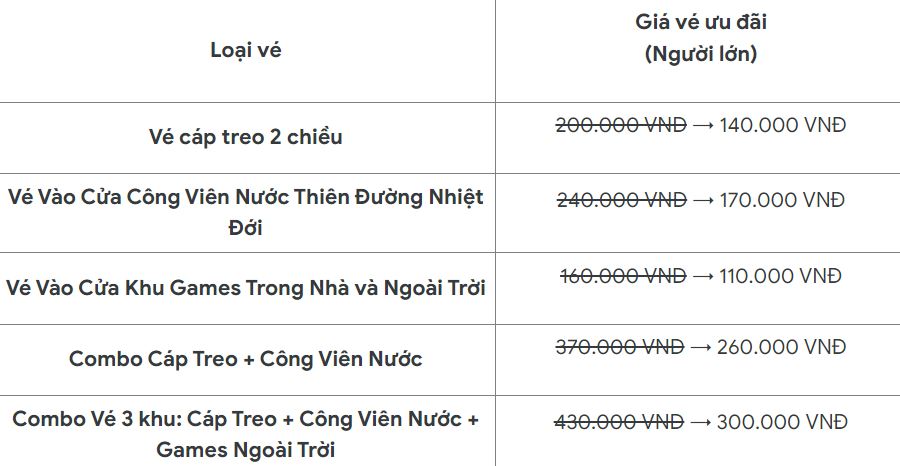 Loại vé
Giá vé ưu đãi
(Người lớn)
Vé cáp treo 2 chiều
200.000 VNĐ → 140.000 VNĐ
Vé Vào Cửa Công Viên Nước Thiên Đường Nhiệt
Đới
240.000 VNĐ → 170.000 VNĐ
Vé Vào Cửa Khu Games Trong Nhà và Ngoài Trời
160.000 VNĐ → 110.000 VNĐ
Combo Cáp Treo + Công Viên Nước
370.000 VNĐ → 260.000 VNĐ
Combo Vé 3 khu: Cáp Treo + Công Viên Nước +
Games Ngoài Trời
430.000 VNĐ → 300.000 VNĐ